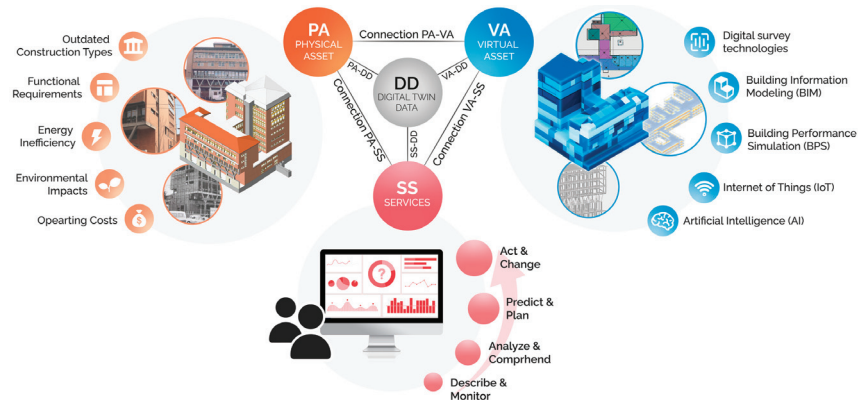 Outdated
Construction Types
Functional
Requirements
Energy
Inefficiency
Environmental
Impacts
Opearting Costs
$
PA
PHYSICAL
ASSET
Connection PA-VA
VA
VIRTUAL
ASSET
PA-DD
VA-DD
DD
DIGITAL TWIN
DATA
Connection PA-SS
SS-DD
Connection VA-SS
SS
SERVICES
Digital survey
technologies
Building Information
Modeling (BIM)
Building Performance
Simulation (BPS)
Internet of Things (IoT)
Artificial Intelligence (AI)
?
Act &
Change
Predict &
Plan
Analyze &
Comprhend
Describe &
Monitor